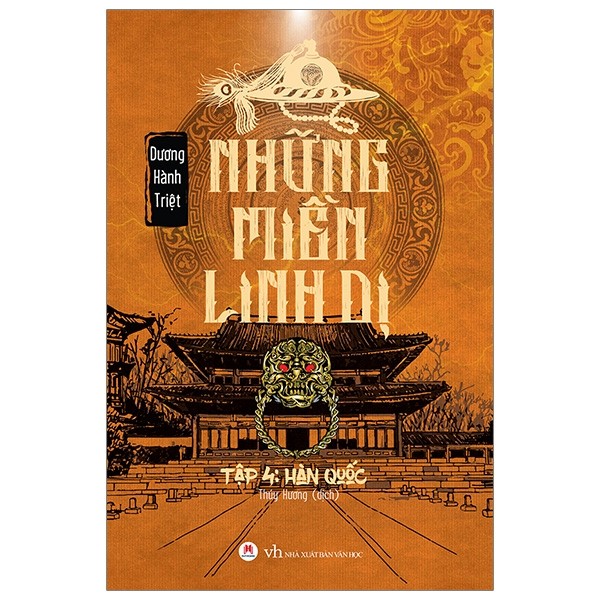 Dương
Hành
Triệt
NHỮNG
MIỀN
LINH DỊ
TẬP 4: HÀN QUỐC
Thúy Hương (dịch)
vh NHÀ XUẤT BẢN VĂN HỌC